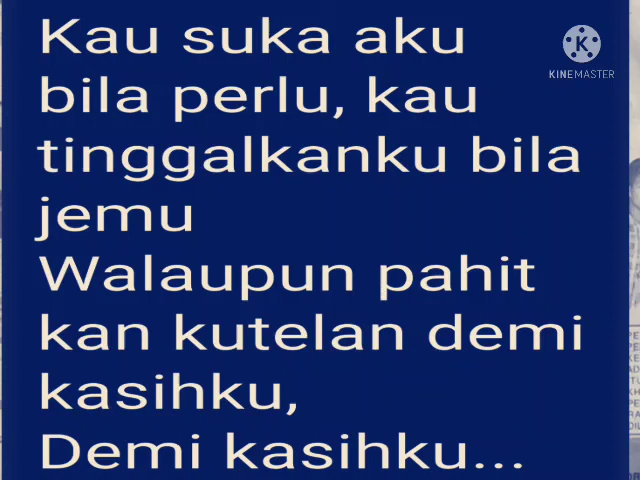 Kau suka aku
bila perlu, kau
tinggalkanku bila
jemu
Walaupun pahit
kan kutelan demi
kasihku,
Demi kasihku...
K
KINEMASTER